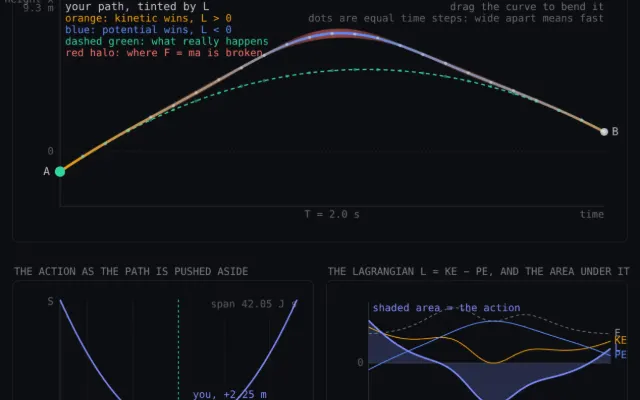 9.3 m
your path, tinted by L
drag the curve to bend it
orange: kinetic wins, L > 0
dots are equal time steps: wide apart means fast
blue: potential wins, L < 0
dashed green: what really happens
red halo: where F = ma is broken
B
0
A
T = 2.0 s
time
THE ACTION AS THE PATH IS PUSHED ASIDE
THE LAGRANGIAN L = KE − PE, AND THE AREA UNDER IT
S
span 42.05 J s
shaded area = the action
E
KE
L
PE
0
you, +2.25 m